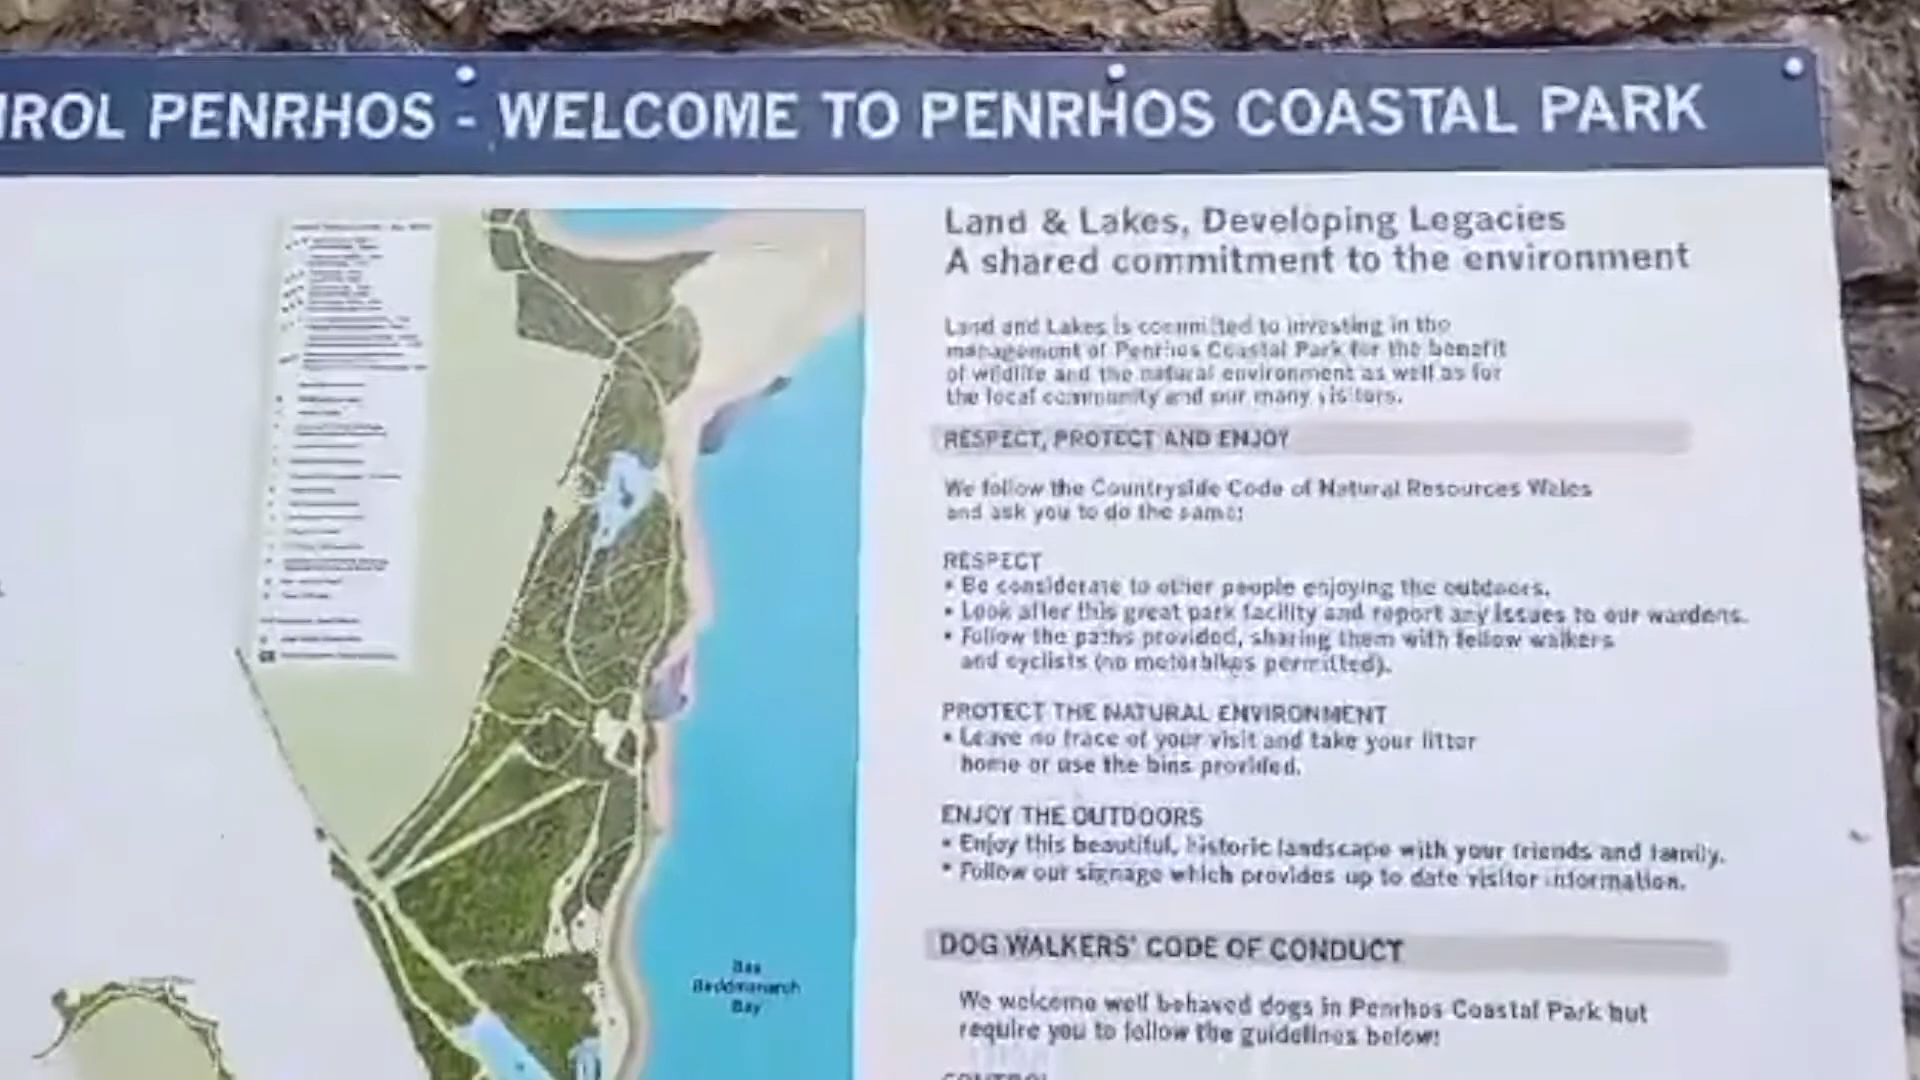 IROL PENRHOS - WELCOME TO PENRHOS COASTAL PARK
Land & Lakes, Developing Legacies
A shared commitment to the environment
Land and Lakes is committed to investing in the
management of Penrhos Coastal Park for the benefit
of wildlife and the natural environment as well as for
the local community and our many visitors.
RESPECT, PROTECT AND ENJOY
We follow the Countryside Code of Natural Resources Wales
and ask you to do the same:
RESPECT
• Be considerate to other people enjoying the outdoors.
• Look after this great park facility and report any issues to our wardens.
• Follow the paths provided, sharing them with fellow walkers
and cyclists (no motorbikes permitted).
PROTECT THE NATURAL ENVIRONMENT
• Leave no trace of your visit and take your litter
home or use the bins provided.
ENJOY THE OUTDOORS
• Enjoy this beautiful, historic landscape with your friends and family.
• Follow our signage which provides up to date visitor information.
DOG WALKERS' CODE OF CONDUCT
We welcome well behaved dogs in Penrhos Coastal Park but
require you to follow the guidelines below:
CONTROL
Bae
Beddmanarch
Bay